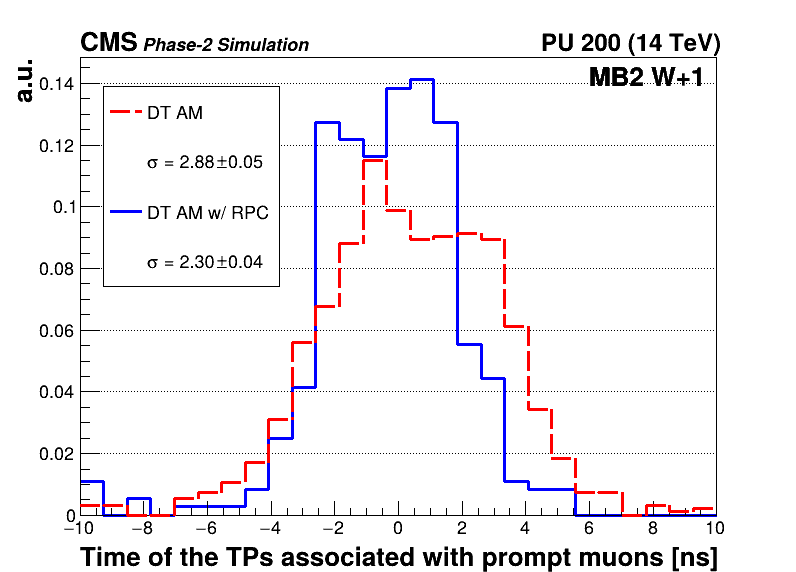 CMS Phase-2 Simulation PU 200 (14 TeV)
a.u.
MB2 W+1
DT AM
σ = 2.88±0.05
DT AM w/ RPC
σ = 2.30±0.04
0.14
0.12
0.1
0.08
0.06
0.04
0.02
0
−10 −8 −6 −4 −2 0 2 4 6 8 10
Time of the TPs associated with prompt muons [ns]